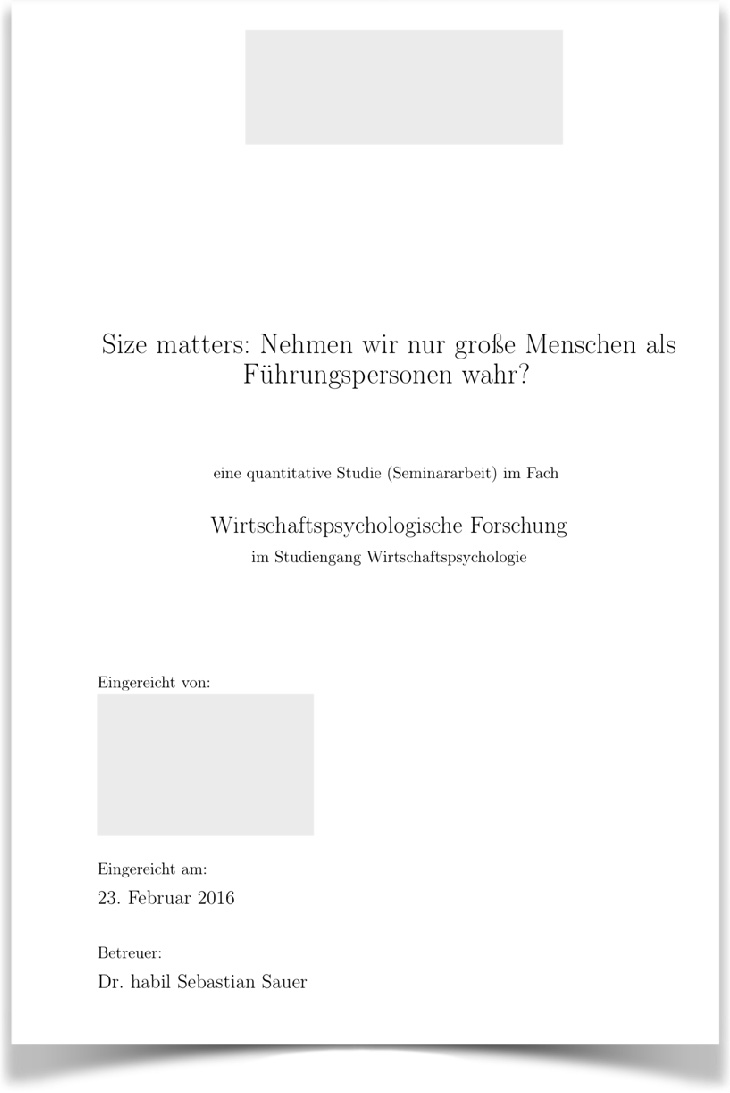 Size matters: Nehmen wir nur große Menschen als
Führungspersonen wahr?
eine quantitative Studie (Seminararbeit) im Fach
Wirtschaftspsychologische Forschung
im Studiengang Wirtschaftspsychologie
Eingereicht von:
Eingereicht am:
23. Februar 2016
Betreuer:
Dr. habil Sebastian Sauer